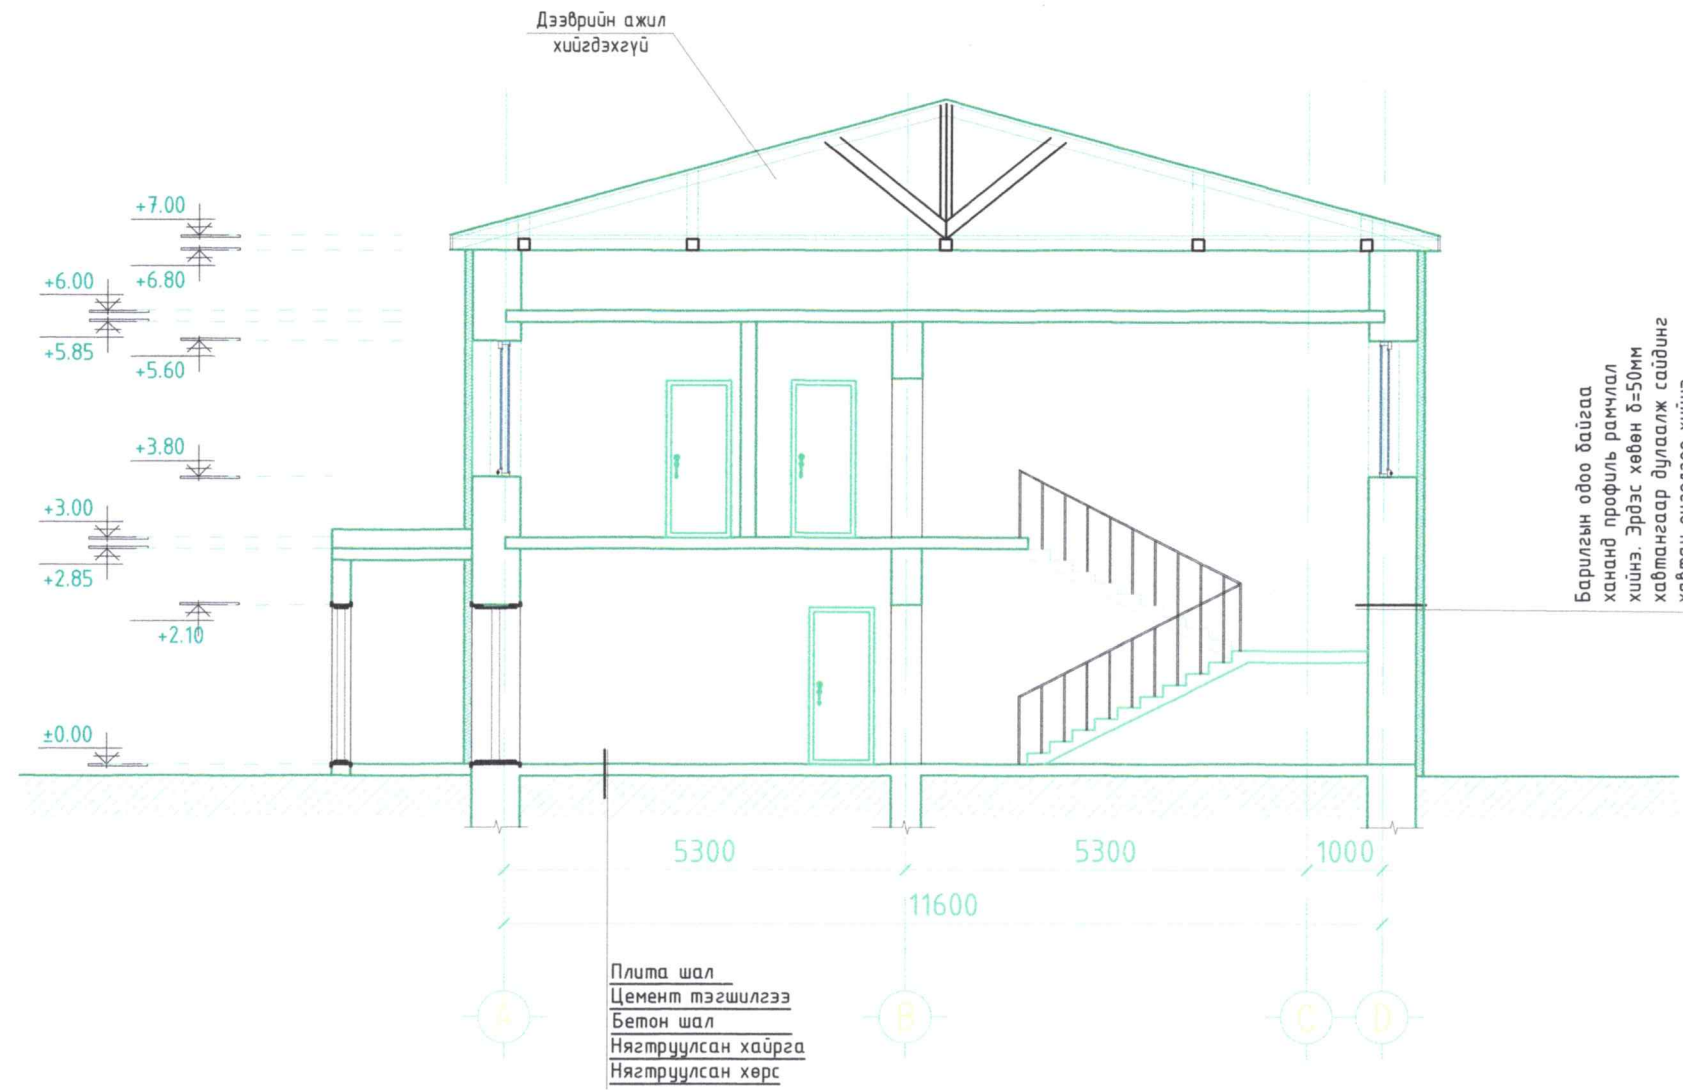 Дээврийн ажил
хийгдэхгүй
+7.00
+6.80
+6.00
+5.85
+5.60
+3.80
+3.00
+2.85
+2.10
±0.00
Барилгын одоо байгаа
хананд профиль рамчлал
хийнэ. Эрдэс хөвөн δ=50мм
хавтангаар дулаалж сайдинг
5300
5300
1000
11600
A
B
C
D
Плита шал
Цемент тэгшилгээ
Бетон шал
Нягтруулсан хайрга
Нягтруулсан хөрс